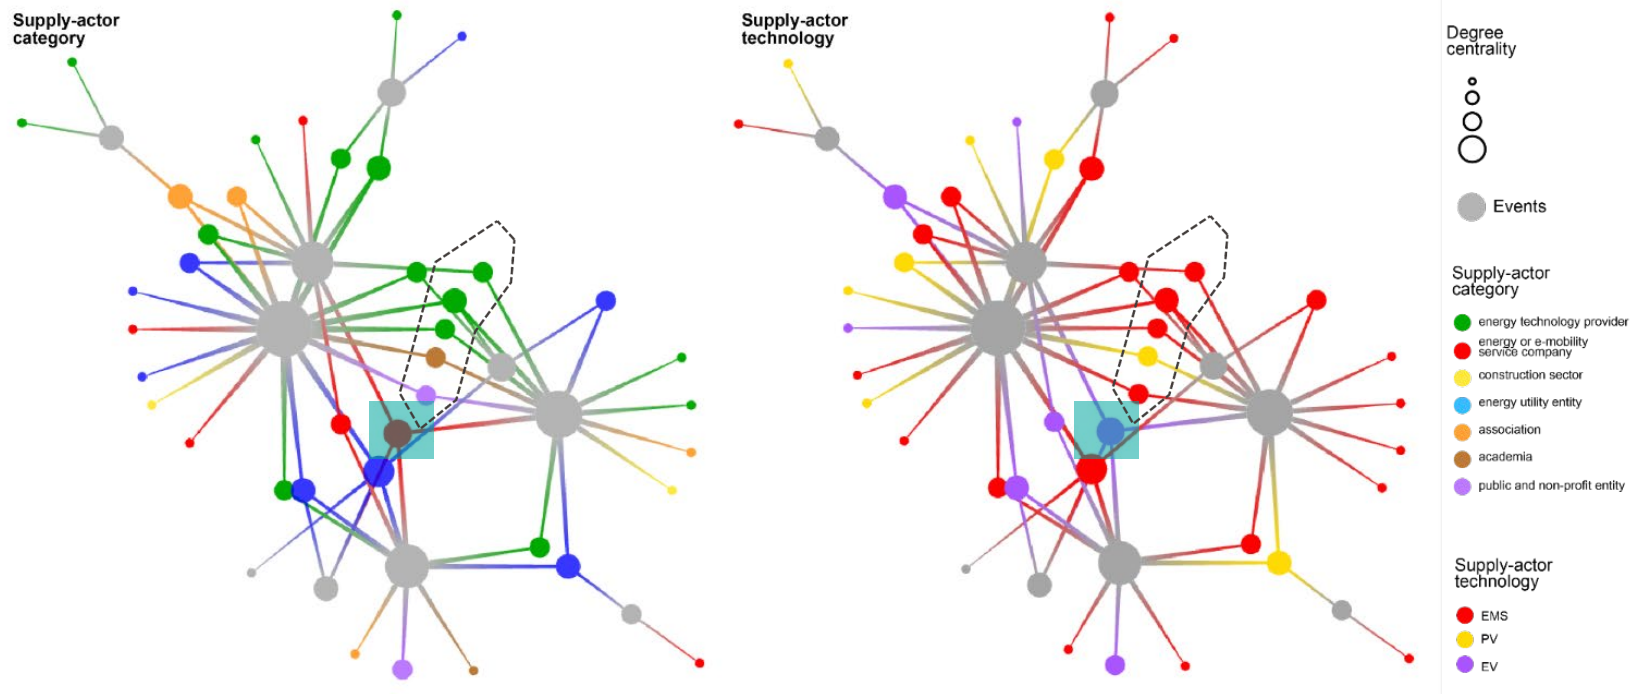 Supply-actor
category
Supply-actor
technology
Degree
centrality
Events
Supply-actor
category
energy technology provider
energy or e-mobility
service company
construction sector
energy utility entity
association
academia
public and non-profit entity
Supply-actor
technology
EMS
PV
EV